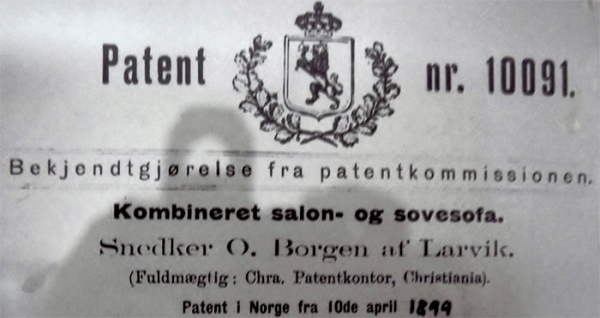 Patent nr. 10091.
Bekjendtgjørelse fra patentkommissionen.
Kombineret salon- og sovesofa.
Snedker O. Borgen af Larvik.
(Fuldmægtig: Chra. Patentkontor, Christiania).
Patent i Norge fra 10de april 1899